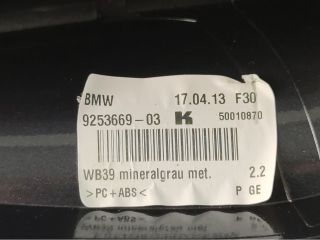 BMW 17.04.13 F30
9253669-03 K 50010870
WB39 mineralgrau met. 2.2
>PC+ABS< P GE